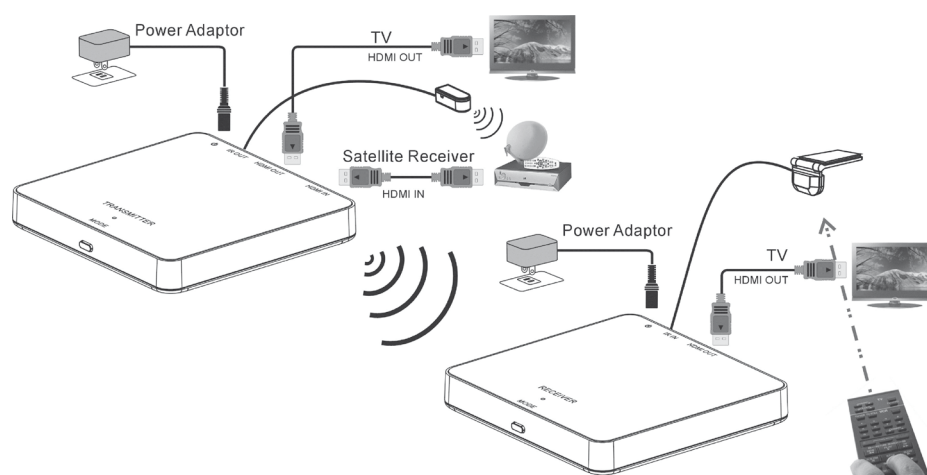 Power Adaptor
TV
HDMI OUT
IR OUT
HDMI OUT
HDMI IN
Satellite Receiver
HDMI IN
TRANSMITTER
MODE
Power Adaptor
TV
HDMI OUT
IR IN
HDMI OUT
RECEIVER
MODE